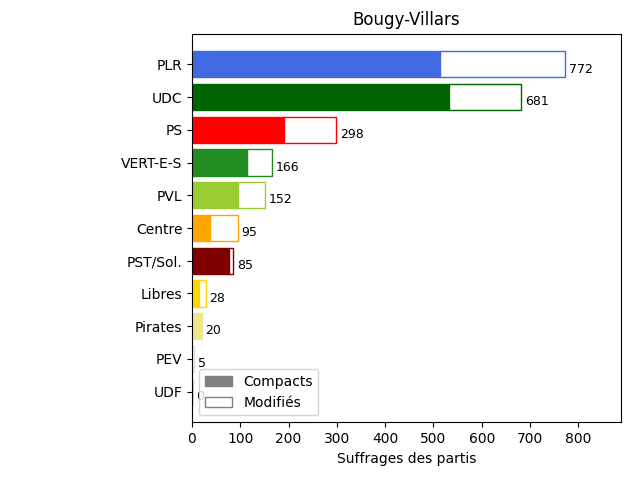 Bougy-Villars
PLR 772
UDC 681
PS 298
VERT-E-S 166
PVL 152
Centre 95
PST/Sol. 85
Libres 28
Pirates 20
PEV 5
UDF 0
Compacts
Modifiés
0 100 200 300 400 500 600 700 800
Suffrages des partis